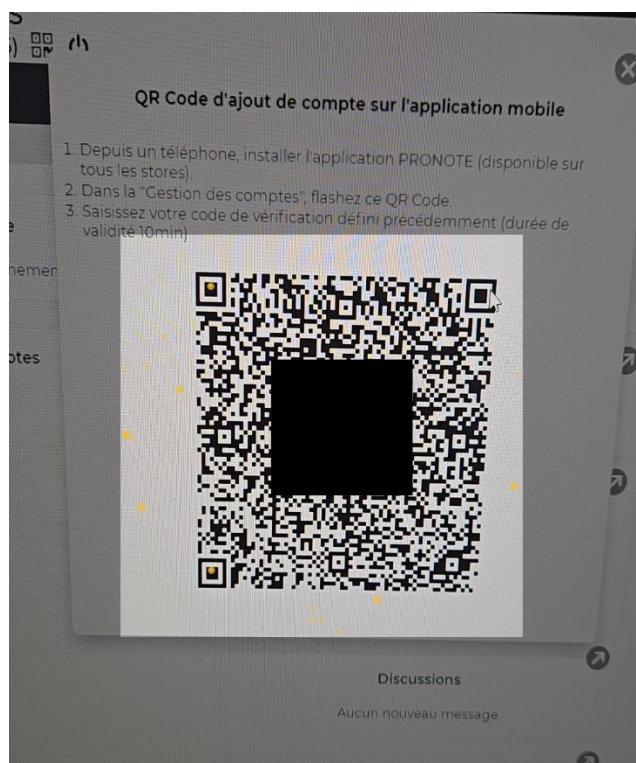 QR Code d'ajout de compte sur l'application mobile
1. Depuis un téléphone, installer l'application PRONOTE (disponible sur
tous les stores).
2. Dans la "Gestion des comptes", flashez ce QR Code.
3. Saisissez votre code de vérification défini précédemment (durée de
validité 10min)
Discussions
Aucun nouveau message